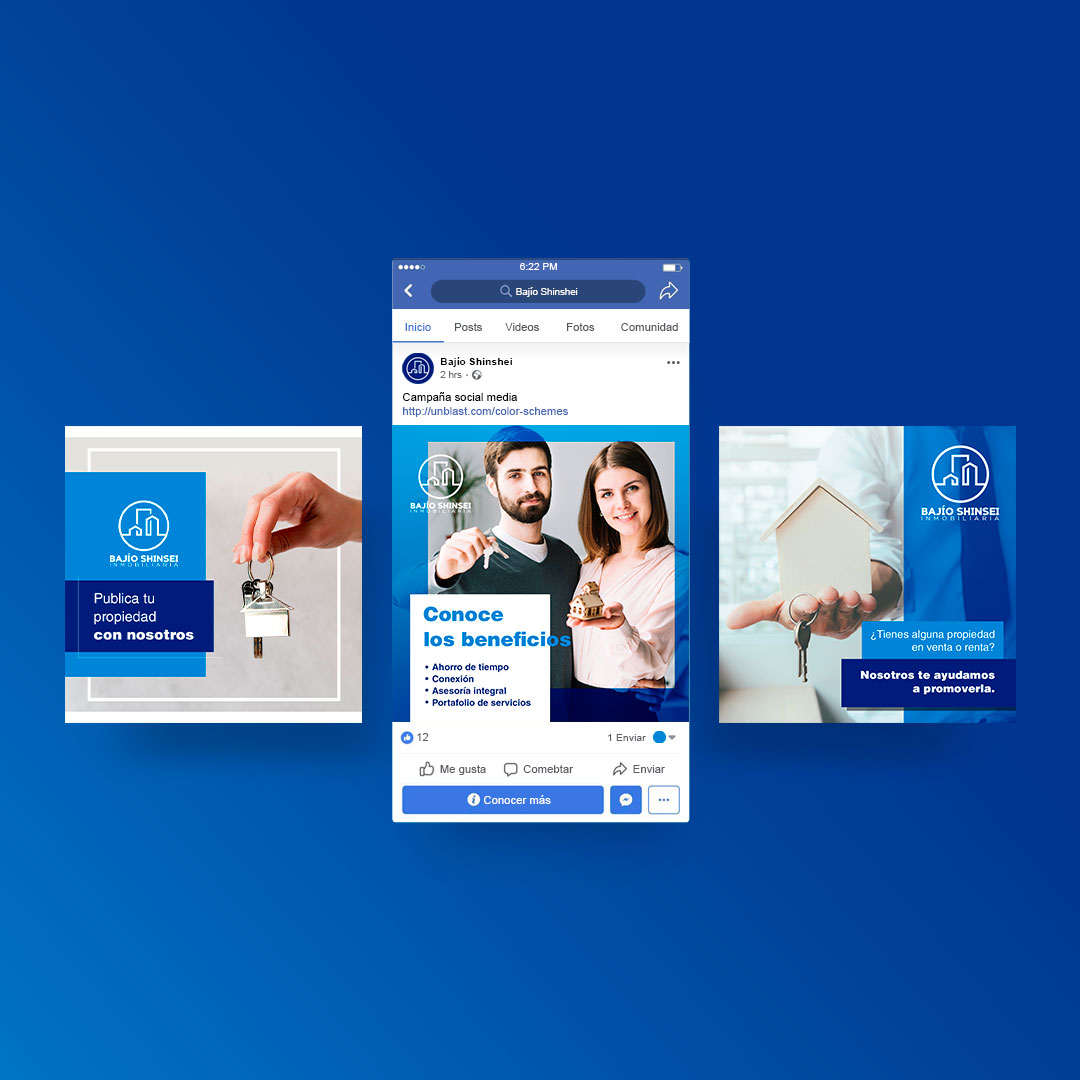 BAJÍO SHINSEI
INMOBILIARIA
Publica tu
propiedad
con nosotros
6:22 PM
Bajío Shinshei
Inicio Posts Videos Fotos Comunidad
Bajío Shinshei
2 hrs ·
Campaña social media
http://unblast.com/color-schemes
BAJÍO SHINSEI
INMOBILIARIA
Conoce
los beneficios
• Ahorro de tiempo
• Conexión
• Asesoría integral
• Portafolio de servicios
12 1 Enviar
Me gusta Comebtar Enviar
Conocer más
BAJÍO SHINSEI
INMOBILIARIA
¿Tienes alguna propiedad
en venta o renta?
Nosotros te ayudamos
a promoverla.